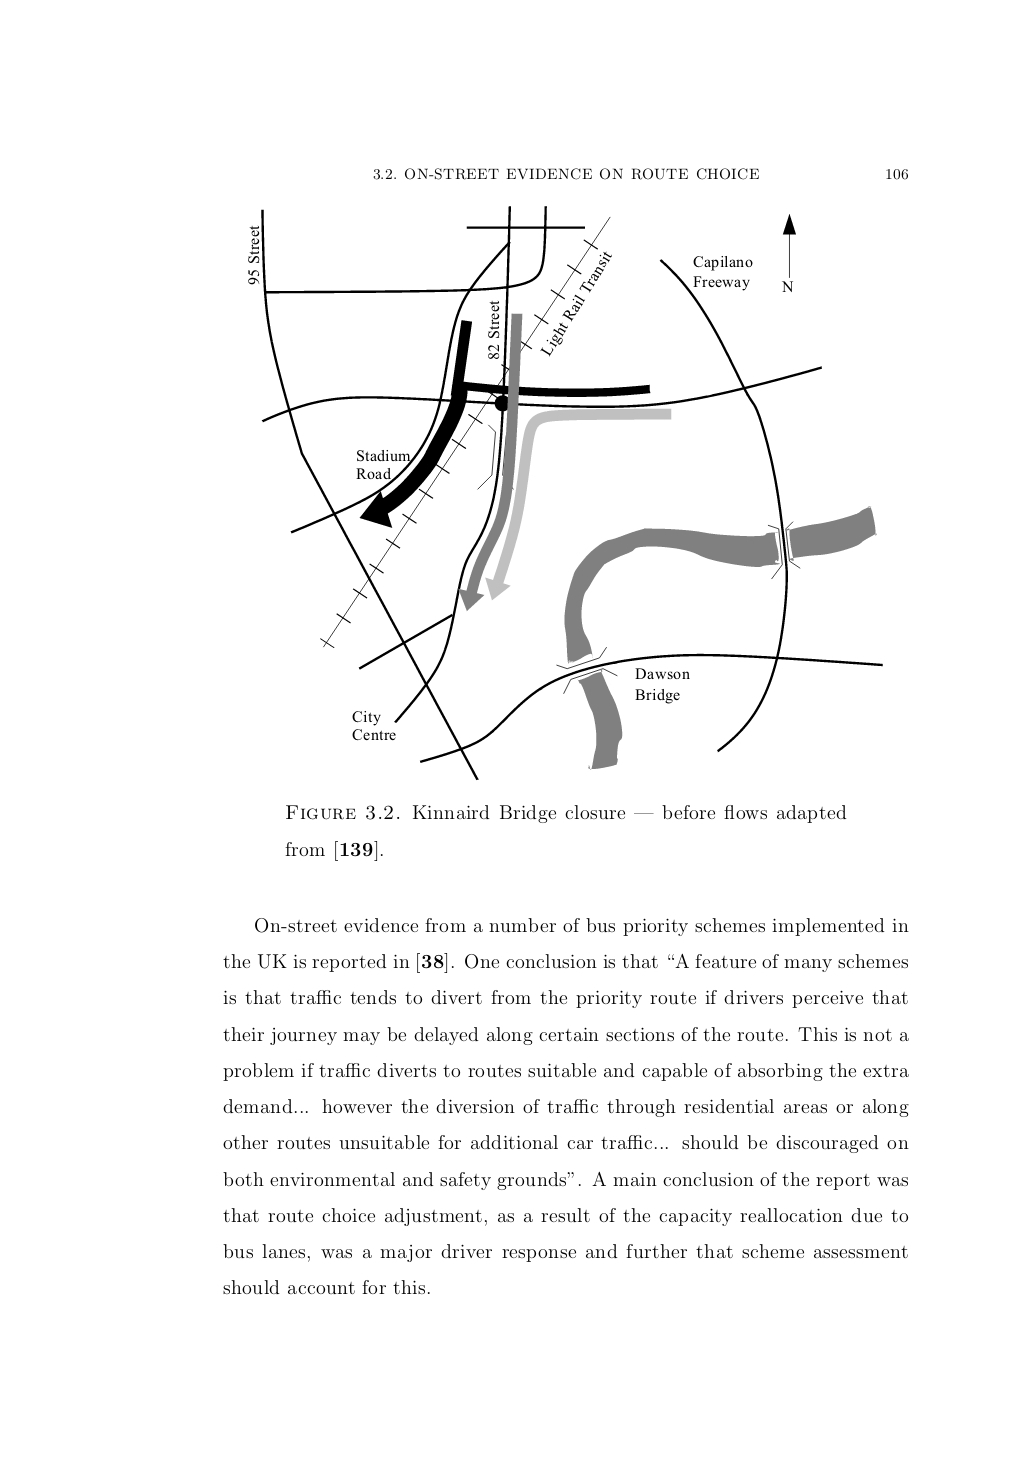 3.2. ON-STREET EVIDENCE ON ROUTE CHOICE 106
95 Street
82 Street
Light Rail Transit
Capilano
Freeway
N
Stadium
Road
Dawson
Bridge
City
Centre
Figure 3.2. Kinnaird Bridge closure — before flows adapted
from [139].
On-street evidence from a number of bus priority schemes implemented in
the UK is reported in [38]. One conclusion is that “A feature of many schemes
is that traffic tends to divert from the priority route if drivers perceive that
their journey may be delayed along certain sections of the route. This is not a
problem if traffic diverts to routes suitable and capable of absorbing the extra
demand... however the diversion of traffic through residential areas or along
other routes unsuitable for additional car traffic... should be discouraged on
both environmental and safety grounds”. A main conclusion of the report was
that route choice adjustment, as a result of the capacity reallocation due to
bus lanes, was a major driver response and further that scheme assessment
should account for this.